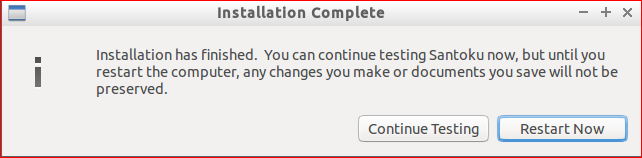 Installation Complete
Installation has finished.  You can continue testing Santoku now, but until you
restart the computer, any changes you make or documents you save will not be
preserved.
Continue Testing
Restart Now